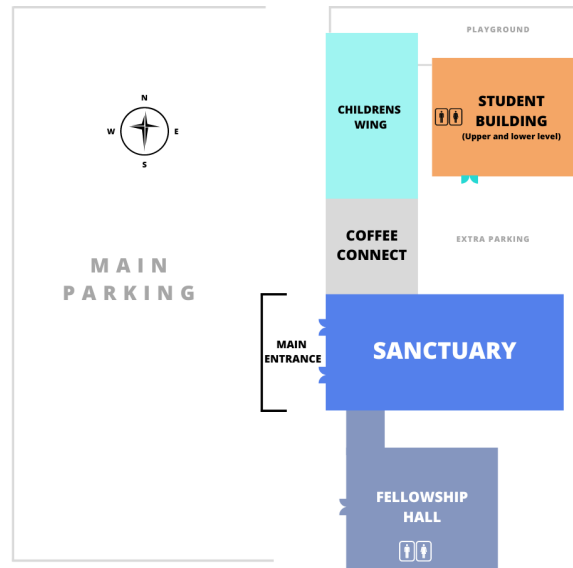 PLAYGROUND
N
W E
S
CHILDRENS
WING
STUDENT
BUILDING
(Upper and lower level)
COFFEE
CONNECT
EXTRA PARKING
MAIN
PARKING
MAIN
ENTRANCE
SANCTUARY
FELLOWSHIP
HALL